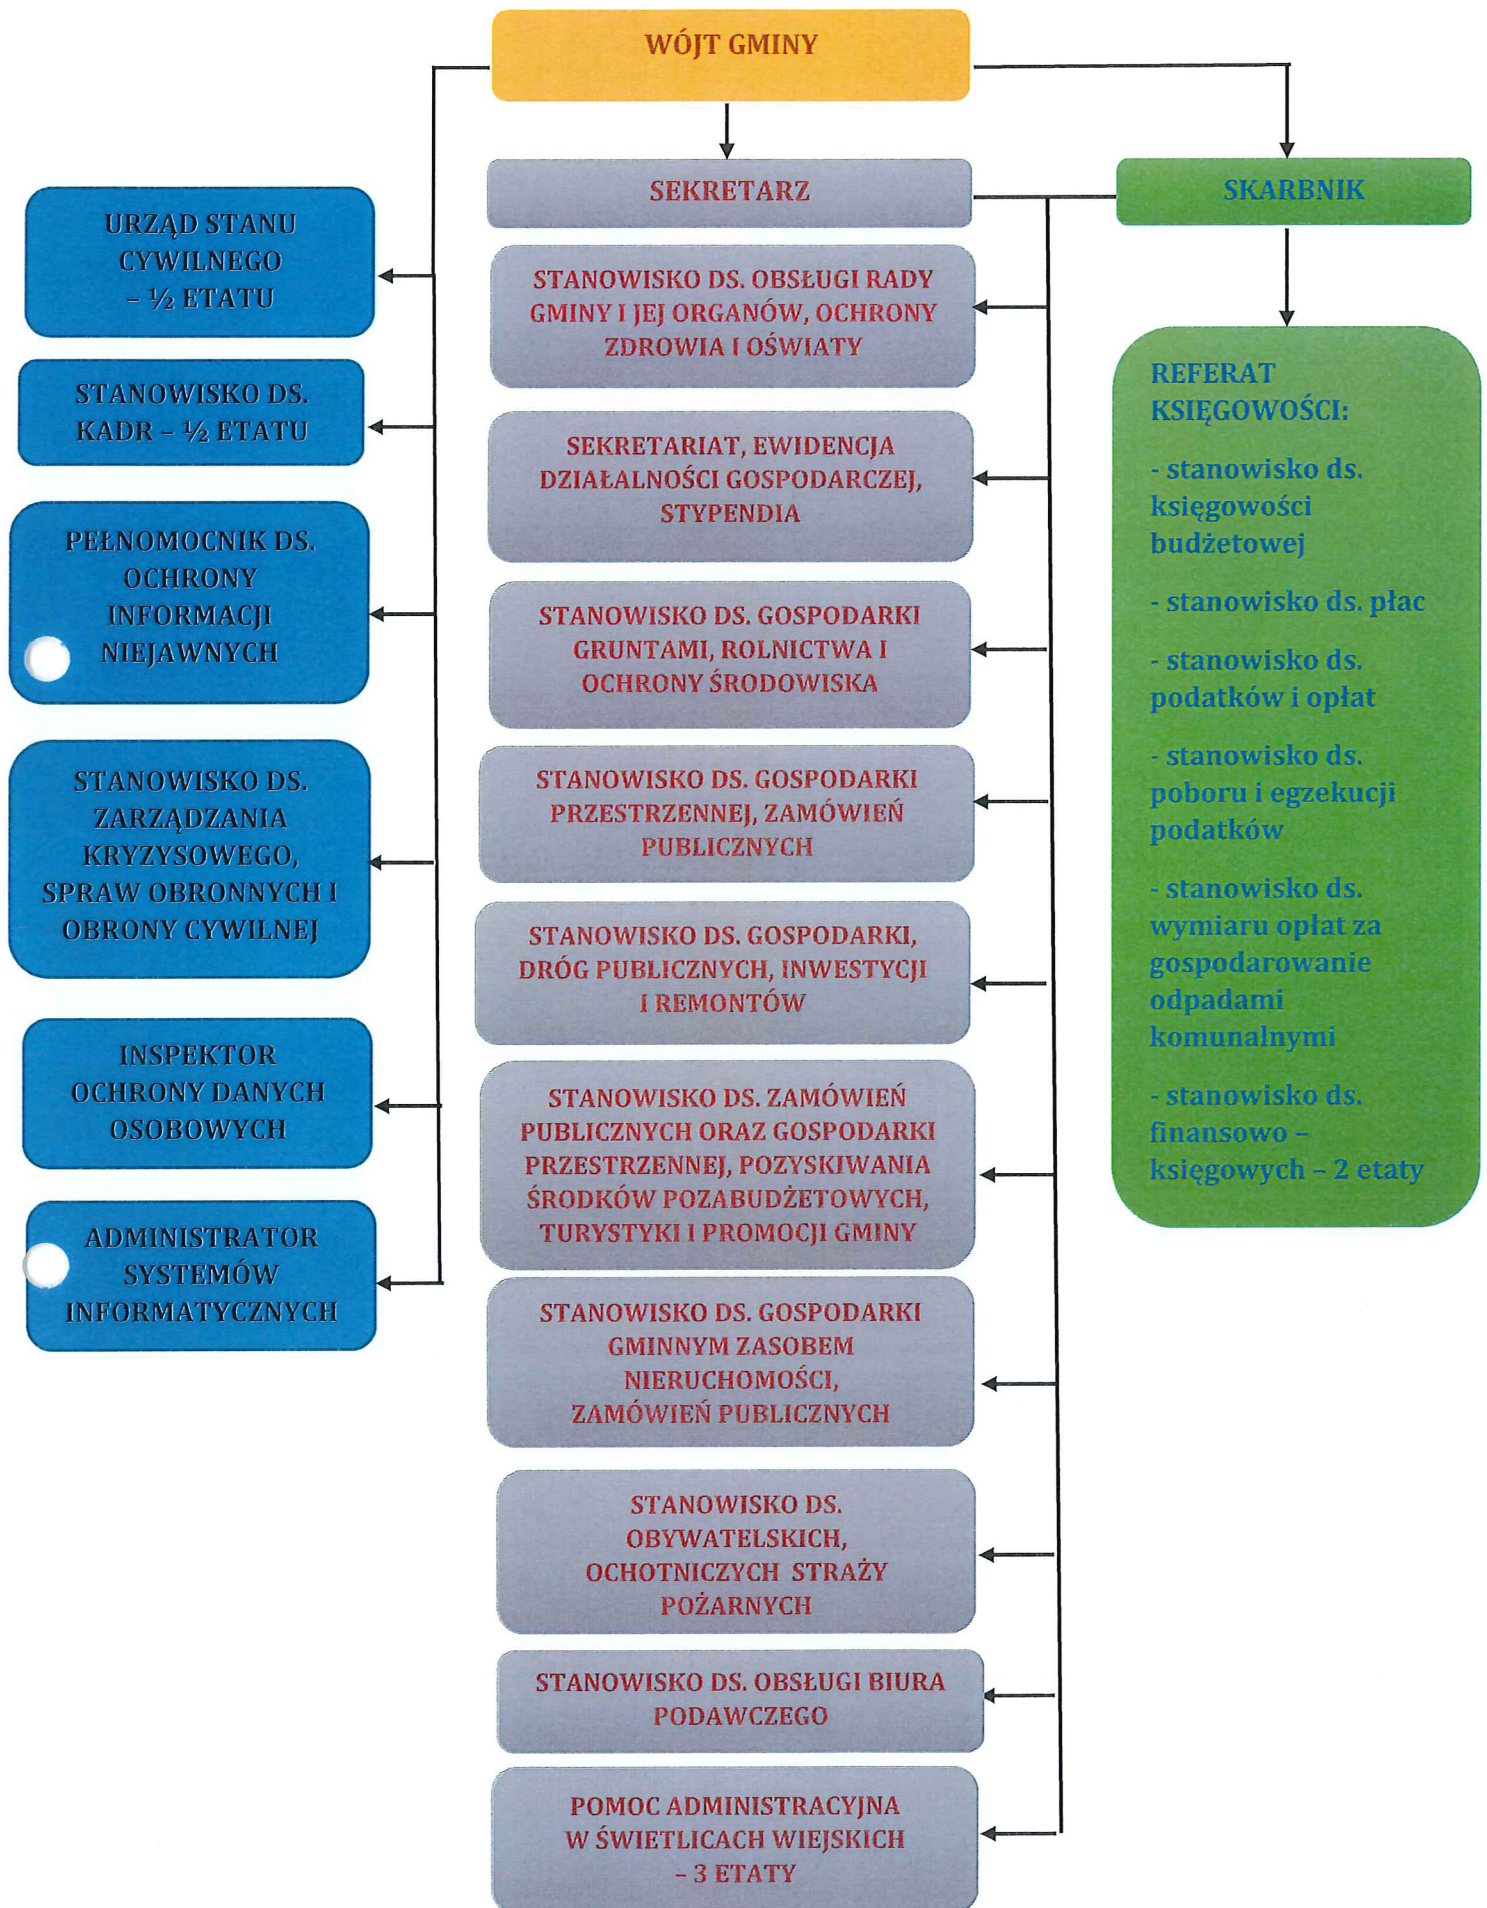 WÓJT GMINY
URZĄD STANU
CYWILNEGO
– ½ ETATU
STANOWISKO DS.
KADR – ½ ETATU
PEŁNOMOCNIK DS.
OCHRONY
INFORMACJI
NIEJAWNYCH
STANOWISKO DS.
ZARZĄDZANIA
KRYZYSOWEGO,
SPRAW OBRONNYCH I
OBRONY CYWILNEJ
INSPEKTOR
OCHRONY DANYCH
OSOBOWYCH
ADMINISTRATOR
SYSTEMÓW
INFORMATYCZNYCH
SEKRETARZ
STANOWISKO DS. OBSŁUGI RADY
GMINY I JEJ ORGANÓW, OCHRONY
ZDROWIA I OŚWIATY
SEKRETARIAT, EWIDENCJA
DZIAŁALNOŚCI GOSPODARCZEJ,
STYPENDIA
STANOWISKO DS. GOSPODARKI
GRUNTAMI, ROLNICTWA I
OCHRONY ŚRODOWISKA
STANOWISKO DS. GOSPODARKI
PRZESTRZENNEJ, ZAMÓWIEŃ
PUBLICZNYCH
STANOWISKO DS. GOSPODARKI,
DRÓG PUBLICZNYCH, INWESTYCJI
I REMONTÓW
STANOWISKO DS. ZAMÓWIEŃ
PUBLICZNYCH ORAZ GOSPODARKI
PRZESTRZENNEJ, POZYSKIWANIA
ŚRODKÓW POZABUDŻETOWYCH,
TURYSTYKI I PROMOCJI GMINY
STANOWISKO DS. GOSPODARKI
GMINNYM ZASOBEM
NIERUCHOMOŚCI,
ZAMÓWIEŃ PUBLICZNYCH
STANOWISKO DS.
OBYWATELSKICH,
OCHOTNICZYCH STRAŻY
POŻARNYCH
STANOWISKO DS. OBSŁUGI BIURA
PODAWCZEGO
POMOC ADMINISTRACYJNA
W ŚWIETLICACH WIEJSKICH
– 3 ETATY
SKARBNIK
REFERAT
KSIĘGOWOŚCI:
- stanowisko ds.
księgowości
budżetowej
- stanowisko ds. płac
- stanowisko ds.
podatków i opłat
- stanowisko ds.
poboru i egzekucji
podatków
- stanowisko ds.
wymiaru opłat za
gospodarowanie
odpadami
komunalnymi
- stanowisko ds.
finansowo –
księgowych – 2 etaty